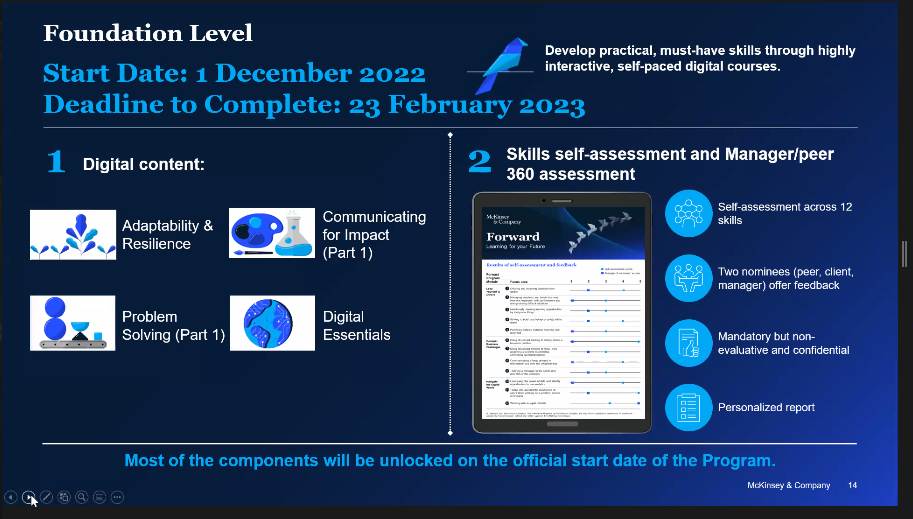 Foundation Level
Start Date: 1 December 2022
Deadline to Complete: 23 February 2023
Develop practical, must-have skills through highly
interactive, self-paced digital courses.
1 Digital content:
Adaptability &
Resilience
Communicating
for Impact
(Part 1)
Problem
Solving (Part 1)
Digital
Essentials
2 Skills self-assessment and Manager/peer
360 assessment
McKinsey
& Company
Forward
Learning for your Future
Results of self-assessment and feedback
Self-assessment across 12
skills
Two nominees (peer, client,
manager) offer feedback
Mandatory but non-
evaluative and confidential
Personalized report
Most of the components will be unlocked on the official start date of the Program.
McKinsey & Company 14